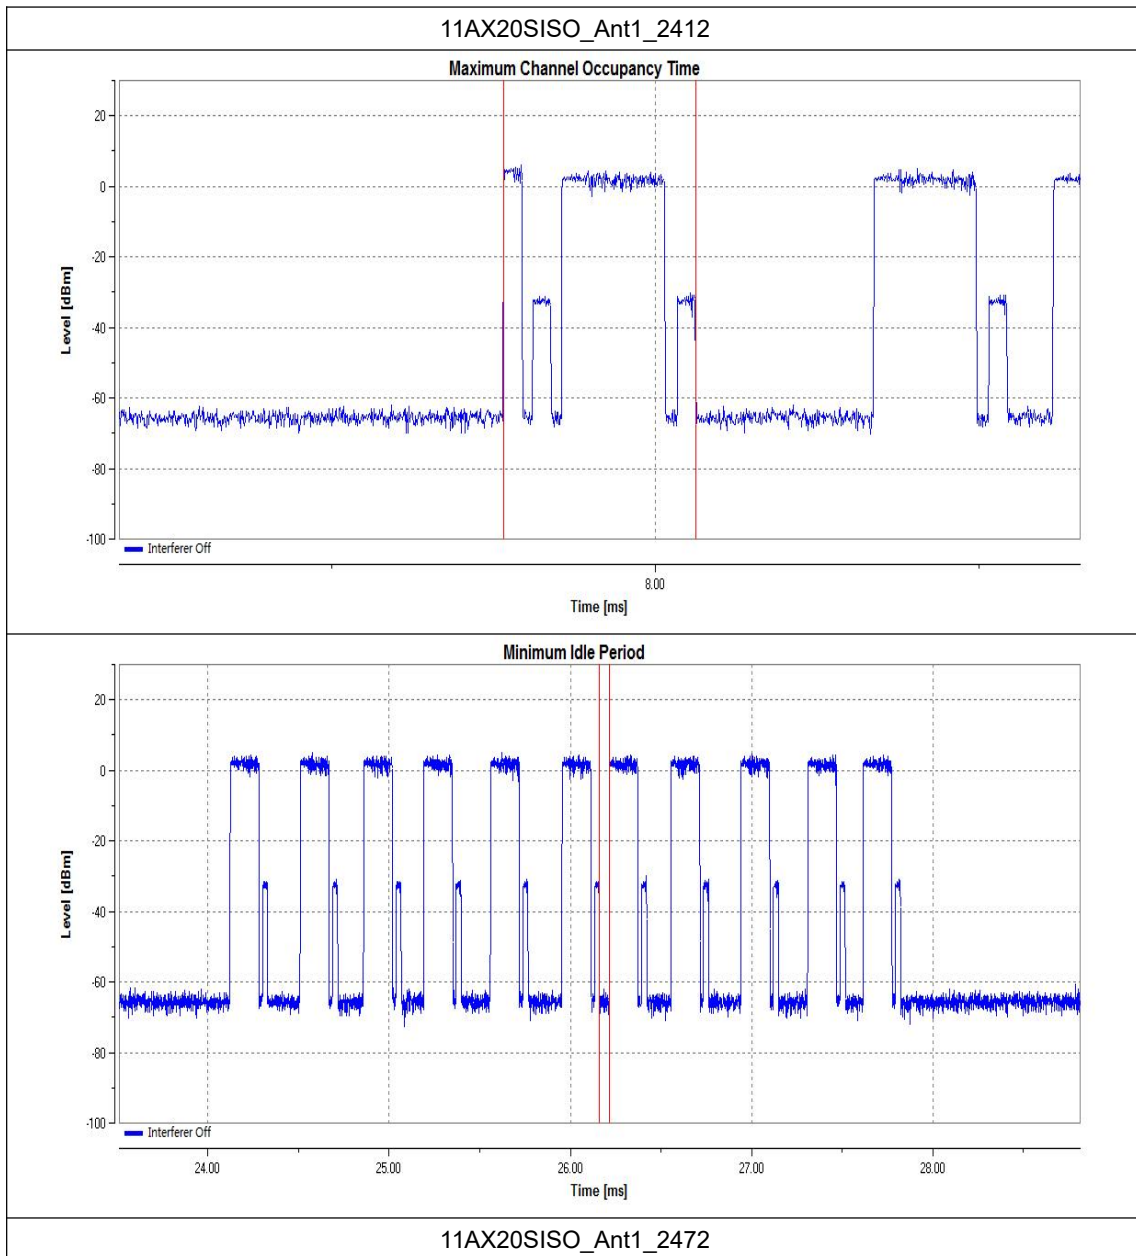 11AX20SISO_Ant1_2412
Maximum Channel Occupancy Time
20
0
-20
-40
-60
-80
-100
Level [dBm]
Interferer Off
8.00
Time [ms]
Minimum Idle Period
20
0
-20
-40
-60
-80
-100
Level [dBm]
Interferer Off
24.00 25.00 26.00 27.00 28.00
Time [ms]
11AX20SISO_Ant1_2472